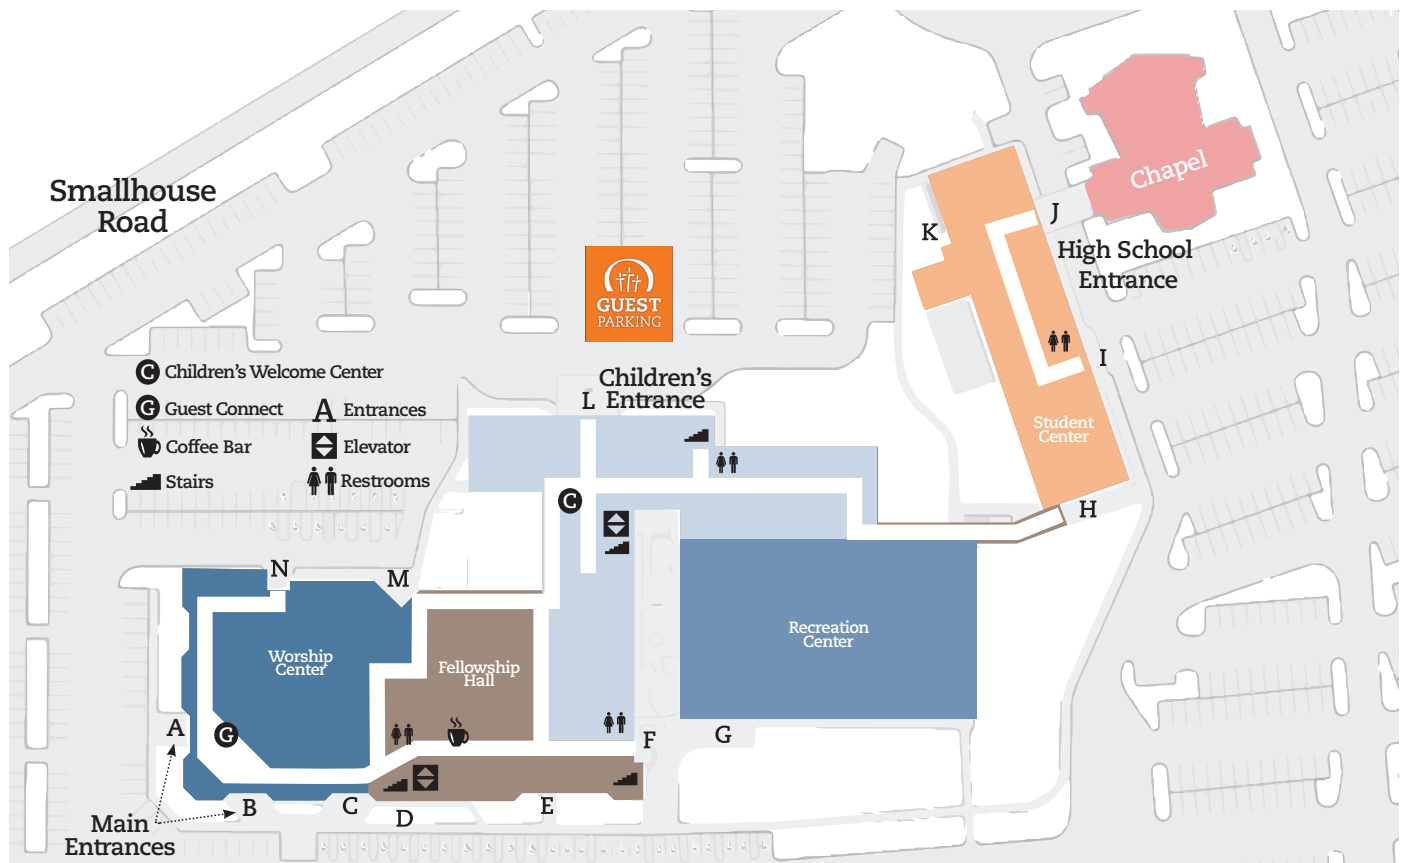 Chapel
Smallhouse
Road
K
J
High School
Entrance
GUEST
PARKING
I
C Children's Welcome Center
G Guest Connect
A Entrances
Coffee Bar
Elevator
Stairs
Restrooms
Children's
L Entrance
Student
Center
C
H
N
M
Worship
Center
Fellowship
Hall
Recreation
Center
A
G
F
G
B
C
D
E
Main
Entrances